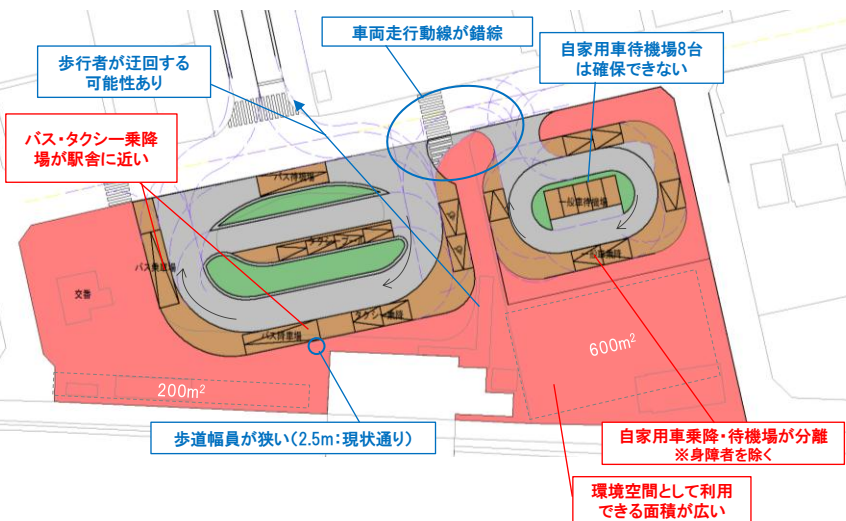 車両走行動線が錯綜
歩行者が迂回する
可能性あり
自家用車待機場8台
は確保できない
バス・タクシー乗降
場が駅舎に近い
バス待機場
一般車待機場
タクシープール
バス乗車場
一般車乗降
交番
タクシー乗降
バス降車場
600m²
200m²
歩道幅員が狭い(2.5m:現状通り)
自家用車乗降・待機場が分離
※身障者を除く
環境空間として利用
できる面積が広い